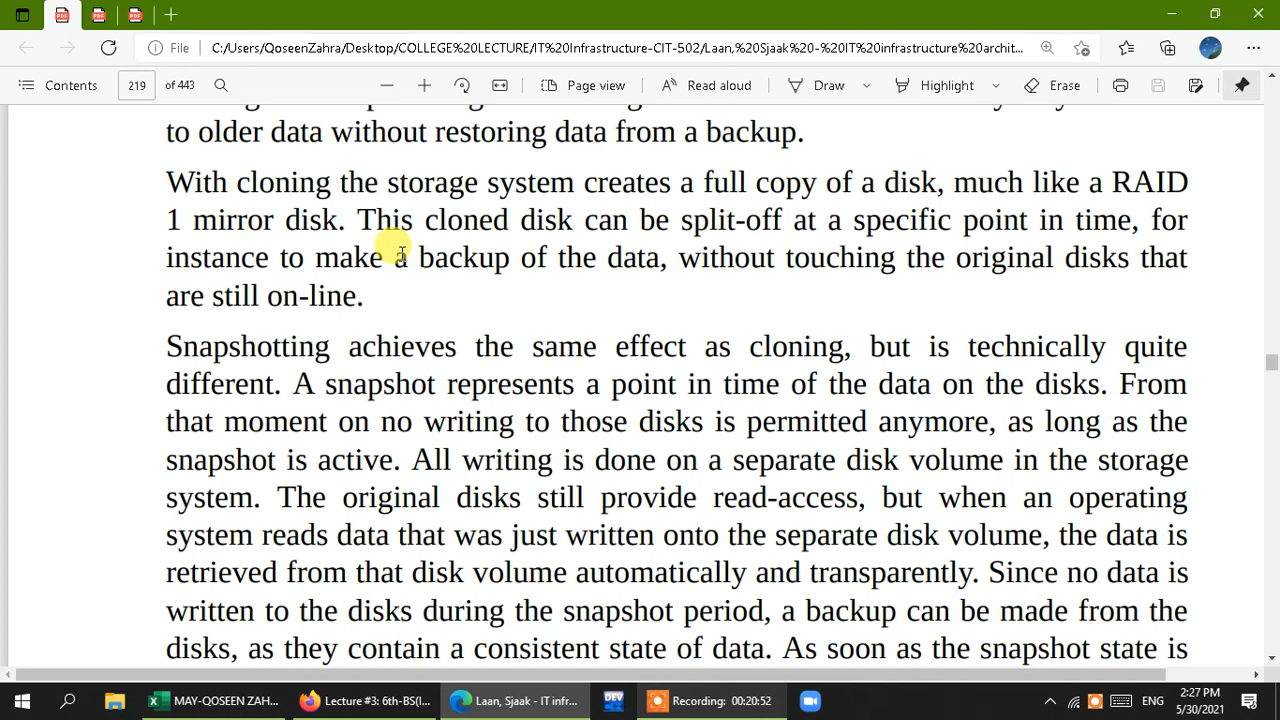 File C:/Users/QoseenZahra/Desktop/COLLEGE%20LECTURE/IT%20Infrastructure-CIT-502/Laan,%20Sjaak%20-%20IT%20infrastructure%20archit...
Contents 219 of 443 Page view Read aloud Draw Highlight Erase
to older data without restoring data from a backup.
With cloning the storage system creates a full copy of a disk, much like a RAID
1 mirror disk. This cloned disk can be split-off at a specific point in time, for
instance to make a backup of the data, without touching the original disks that
are still on-line.
Snapshotting achieves the same effect as cloning, but is technically quite
different. A snapshot represents a point in time of the data on the disks. From
that moment on no writing to those disks is permitted anymore, as long as the
snapshot is active. All writing is done on a separate disk volume in the storage
system. The original disks still provide read-access, but when an operating
system reads data that was just written onto the separate disk volume, the data is
retrieved from that disk volume automatically and transparently. Since no data is
written to the disks during the snapshot period, a backup can be made from the
disks, as they contain a consistent state of data. As soon as the snapshot state is
MAY-QOSEEN ZAH... Lecture #3: 6th-BS(I... Laan, Sjaak - IT infr... DEV Recording: 00:20:52 ENG 2:27 PM
5/30/2021